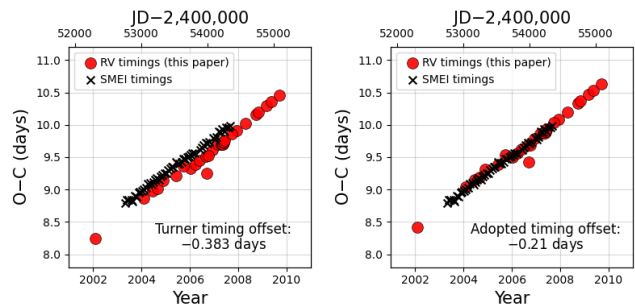 JD−2,400,000
52000 53000 54000 55000
11.0
10.5
10.0
9.5
9.0
8.5
8.0
O−C (days)
RV timings (this paper)
SMEI timings
Turner timing offset:
−0.383 days
2002 2004 2006 2008 2010
Year
JD−2,400,000
52000 53000 54000 55000
11.0
10.5
10.0
9.5
9.0
8.5
8.0
O−C (days)
RV timings (this paper)
SMEI timings
Adopted timing offset:
−0.21 days
2002 2004 2006 2008 2010
Year